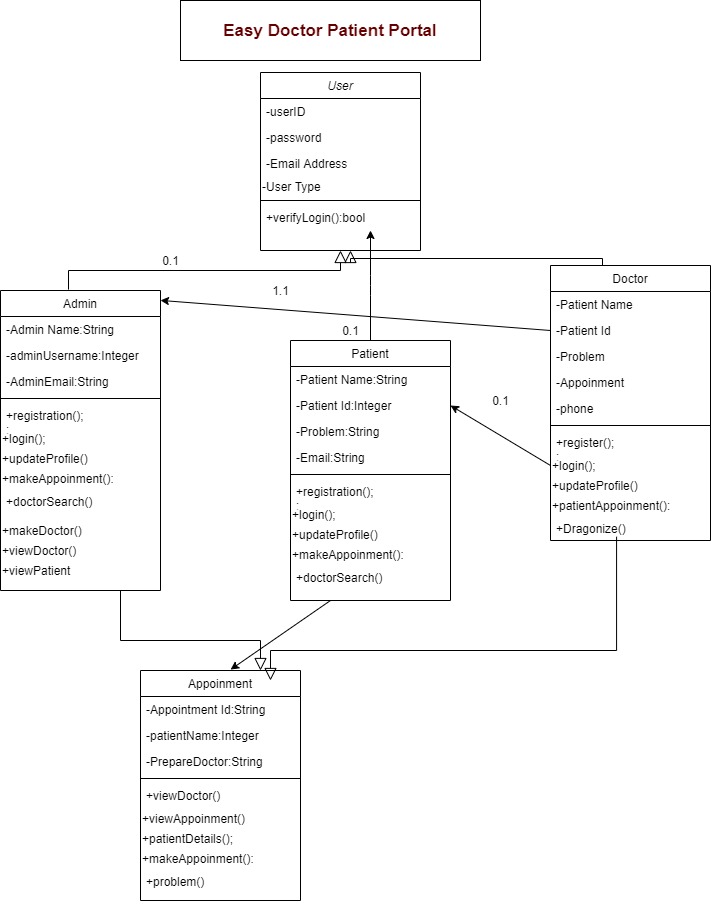 Easy Doctor Patient Portal
User
-userID
-password
-Email Address
-User Type
+verifyLogin():bool
0.1
1.1
0.1
0.1
Admin
-Admin Name:String
-adminUsername:Integer
-AdminEmail:String
+registration();
:
+login();
+updateProfile()
+makeAppoinment():
+doctorSearch()
+makeDoctor()
+viewDoctor()
+viewPatient
Patient
-Patient Name:String
-Patient Id:Integer
-Problem:String
-Email:String
+registration();
:
+login();
+updateProfile()
+makeAppoinment():
+doctorSearch()
Doctor
-Patient Name
-Patient Id
-Problem
-Appoinment
-phone
+register();
:
+login();
+updateProfile()
+patientAppoinment():
+Dragonize()
Appoinment
-Appointment Id:String
-patientName:Integer
-PrepareDoctor:String
+viewDoctor()
+viewAppoinment()
+patientDetails();
+makeAppoinment():
+problem()